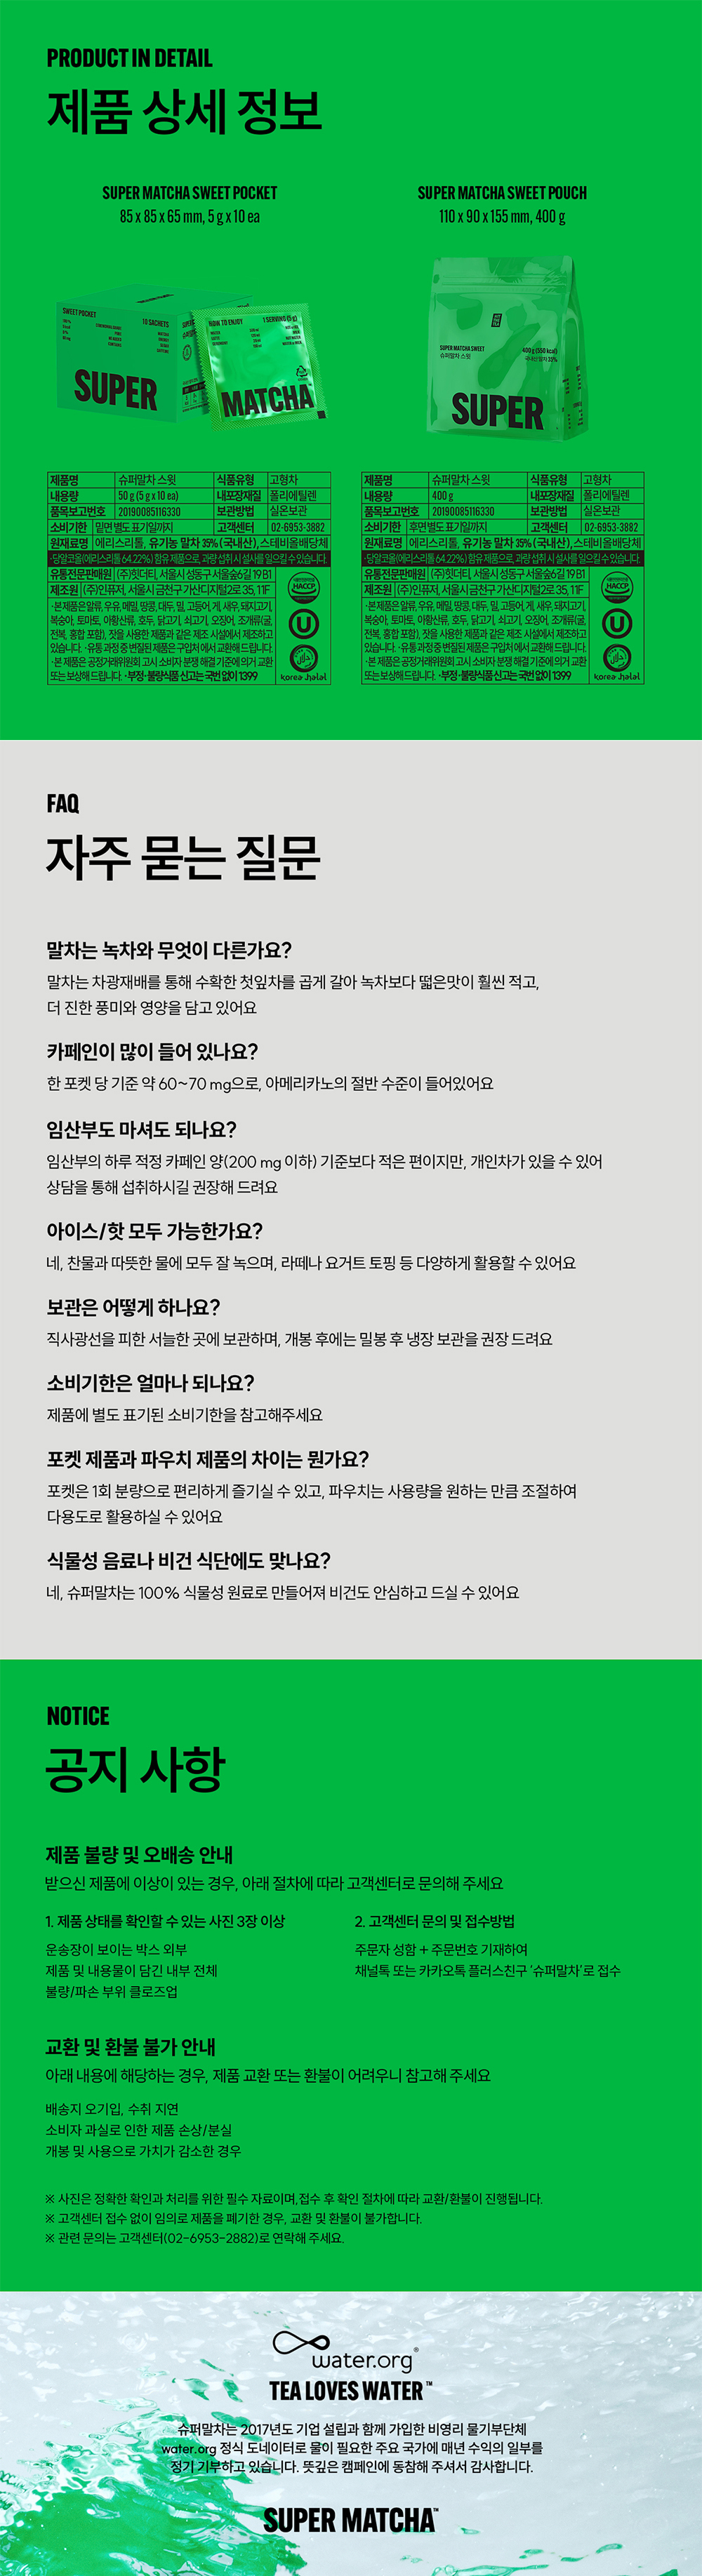 PRODUCT IN DETAIL
제품 상세 정보
SUPER MATCHA SWEET POCKET
85 x 85 x 65 mm, 5 g x 10 ea
SUPER MATCHA SWEET POUCH
110 x 90 x 155 mm, 400 g
SWEET POCKET
10 SACHETS
SUPER
HOW TO ENJOY
1 SERVING (5g)
MATCHA
SUPER MATCHA SWEET
슈퍼말차 스윗
400 g (550 kcal)
국내산 말차 35%
SUPER
제품명 슈퍼말차 스윗 식품유형 고형차
내용량 50 g (5 g x 10 ea) 내포장재질 폴리에틸렌
품목보고번호 20190085116330 보관방법 실온보관
소비기한 밑면 별도 표기일까지 고객센터 02-6953-3882
원재료명 에리스리톨, 유기농 말차 35% (국내산), 스테비올배당체
·당알코올(에리스리톨 64.22%) 함유 제품으로, 과량 섭취 시 설사를 일으킬 수 있습니다.
유통전문판매원 (주)힛더티, 서울시 성동구 서울숲6길 19 B1
제조원 (주)인퓨저, 서울시 금천구 가산디지털2로 35, 11F
·본 제품은 알류, 우유, 메밀, 땅콩, 대두, 밀, 고등어, 게, 새우, 돼지고기,
복숭아, 토마토, 아황산류, 호두, 닭고기, 쇠고기, 오징어, 조개류(굴,
전복, 홍합 포함), 잣을 사용한 제품과 같은 제조 시설에서 제조하고
있습니다. ·유통 과정 중 변질된 제품은 구입처에서 교환해 드립니다.
·본 제품은 공정거래위원회 고시 소비자 분쟁 해결 기준에 의거 교환
또는 보상해 드립니다. ·부정·불량식품 신고는 국번 없이 1399
HACCP
U
Korea Halal
제품명 슈퍼말차 스윗 식품유형 고형차
내용량 400 g 내포장재질 폴리에틸렌
품목보고번호 20190085116330 보관방법 실온보관
소비기한 후면 별도 표기일까지 고객센터 02-6953-3882
원재료명 에리스리톨, 유기농 말차 35% (국내산), 스테비올배당체
·당알코올(에리스리톨 64.22%) 함유 제품으로, 과량 섭취 시 설사를 일으킬 수 있습니다.
유통전문판매원 (주)힛더티, 서울시 성동구 서울숲6길 19 B1
제조원 (주)인퓨저, 서울시 금천구 가산디지털2로 35, 11F
·본 제품은 알류, 우유, 메밀, 땅콩, 대두, 밀, 고등어, 게, 새우, 돼지고기,
복숭아, 토마토, 아황산류, 호두, 닭고기, 쇠고기, 오징어, 조개류(굴,
전복, 홍합 포함), 잣을 사용한 제품과 같은 제조 시설에서 제조하고
있습니다. ·유통 과정 중 변질된 제품은 구입처에서 교환해 드립니다.
·본 제품은 공정거래위원회 고시 소비자 분쟁 해결 기준에 의거 교환
또는 보상해 드립니다. ·부정·불량식품 신고는 국번 없이 1399
HACCP
U
Korea Halal
FAQ
자주 묻는 질문
말차는 녹차와 무엇이 다른가요?
말차는 차광재배를 통해 수확한 첫잎차를 곱게 갈아 녹차보다 떫은맛이 훨씬 적고,
더 진한 풍미와 영양을 담고 있어요
카페인이 많이 들어 있나요?
한 포켓 당 기준 약 60~70 mg으로, 아메리카노의 절반 수준이 들어있어요
임산부도 마셔도 되나요?
임산부의 하루 적정 카페인 양(200 mg 이하) 기준보다 적은 편이지만, 개인차가 있을 수 있어
상담을 통해 섭취하시길 권장해 드려요
아이스/핫 모두 가능한가요?
네, 찬물과 따뜻한 물에 모두 잘 녹으며, 라떼나 요거트 토핑 등 다양하게 활용할 수 있어요
보관은 어떻게 하나요?
직사광선을 피한 서늘한 곳에 보관하며, 개봉 후에는 밀봉 후 냉장 보관을 권장 드려요
소비기한은 얼마나 되나요?
제품에 별도 표기된 소비기한을 참고해주세요
포켓 제품과 파우치 제품의 차이는 뭔가요?
포켓은 1회 분량으로 편리하게 즐기실 수 있고, 파우치는 사용량을 원하는 만큼 조절하여
다용도로 활용하실 수 있어요
식물성 음료나 비건 식단에도 맞나요?
네, 슈퍼말차는 100% 식물성 원료로 만들어져 비건도 안심하고 드실 수 있어요
NOTICE
공지 사항
제품 불량 및 오배송 안내
받으신 제품에 이상이 있는 경우, 아래 절차에 따라 고객센터로 문의해 주세요
1. 제품 상태를 확인할 수 있는 사진 3장 이상
운송장이 보이는 박스 외부
제품 및 내용물이 담긴 내부 전체
불량/파손 부위 클로즈업
2. 고객센터 문의 및 접수방법
주문자 성함 + 주문번호 기재하여
채널톡 또는 카카오톡 플러스친구 '슈퍼말차'로 접수
교환 및 환불 불가 안내
아래 내용에 해당하는 경우, 제품 교환 또는 환불이 어려우니 참고해 주세요
배송지 오기입, 수취 지연
소비자 과실로 인한 제품 손상/분실
개봉 및 사용으로 가치가 감소한 경우
※ 사진은 정확한 확인과 처리를 위한 필수 자료이며,접수 후 확인 절차에 따라 교환/환불이 진행됩니다.
※ 고객센터 접수 없이 임의로 제품을 폐기한 경우, 교환 및 환불이 불가합니다.
※ 관련 문의는 고객센터(02-6953-2882)로 연락해 주세요.
water.org®
TEA LOVES WATER™
슈퍼말차는 2017년도 기업 설립과 함께 가입한 비영리 물기부단체
water.org 정식 도네이터로 물이 필요한 주요 국가에 매년 수익의 일부를
정기 기부하고 있습니다. 뜻깊은 캠페인에 동참해 주셔서 감사합니다.
SUPER MATCHA™